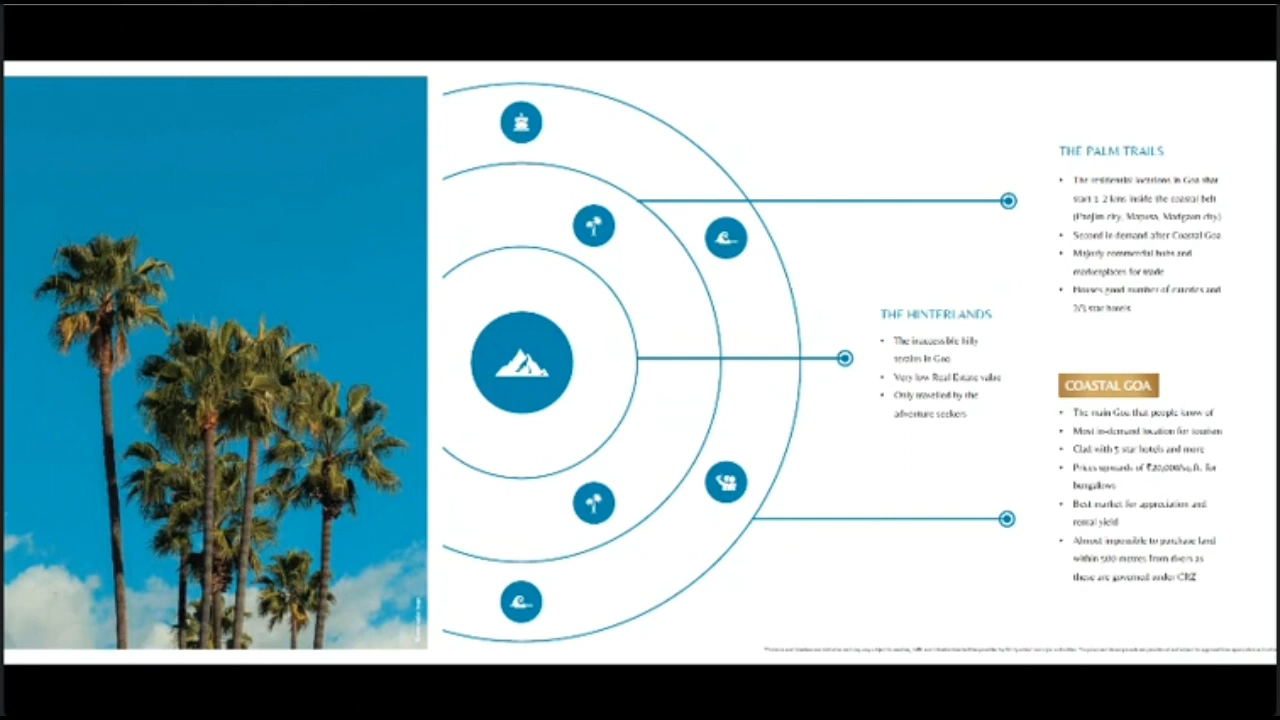 THE PALM TRAILS
• The residential locations in Goa that
start 1-2 kms inside the coastal belt
(Panjim city, Mapusa, Madgaon city)
• Second in demand after Coastal Goa
• Majorly commercial hubs and
marketplaces for trade
• Houses good number of eateries and
2/3 star hotels
THE HINTERLANDS
• The inaccessible hilly
terrains in Goa
• Very low Real Estate value
• Only travelled by the
adventure seekers
COASTAL GOA
• The main Goa that people know of
• Most in-demand location for tourism
• Clad with 5 star hotels and more
• Prices upwards of ₹20,000/sq.ft. for
bungalows
• Best market for appreciation and
rental yield
• Almost impossible to purchase land
within 500 metres from rivers as
these are governed under CRZ